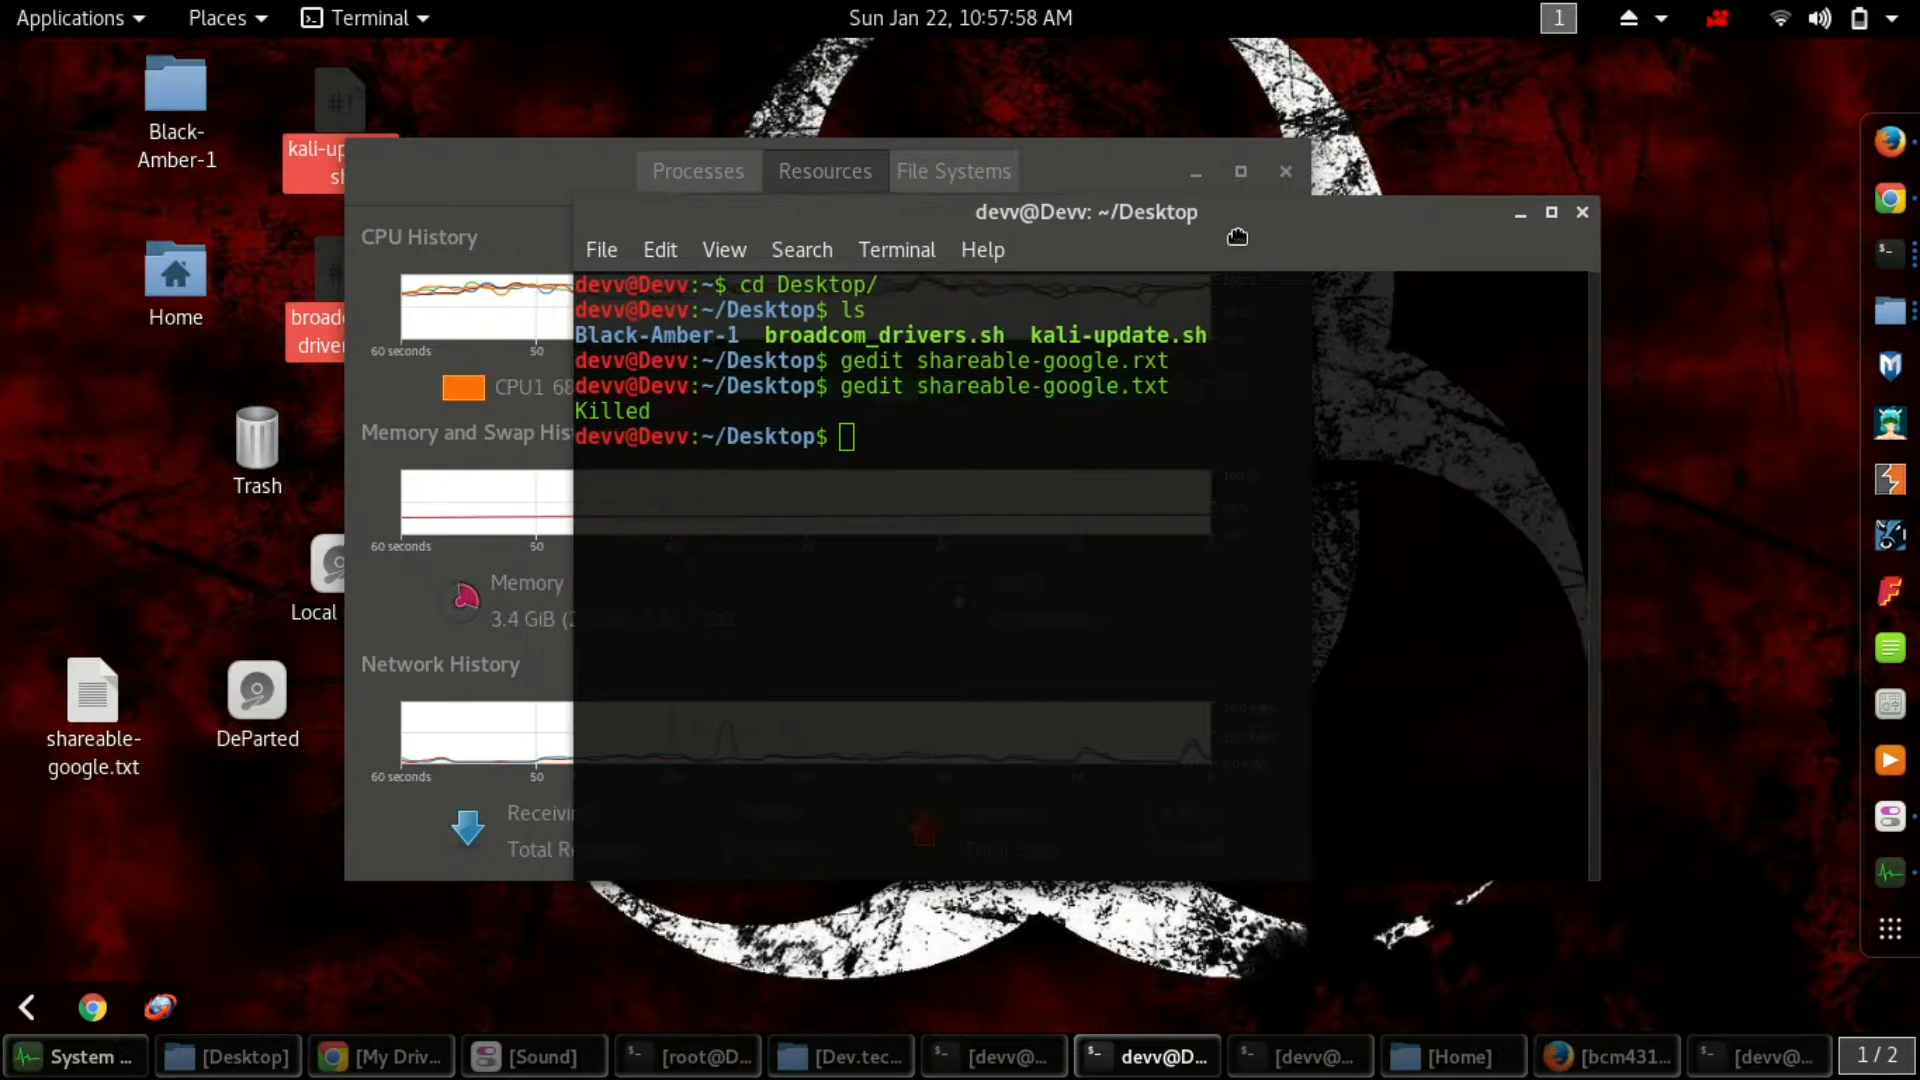 Applications Places Terminal Sun Jan 22, 10:57:58 AM 1
Black-
Amber-1
kali-up
sh
Home
broad
driver
Trash
Local
shareable-
google.txt
DeParted
Processes Resources File Systems
CPU History
60 seconds 50
CPU1 68
Memory and Swap His
60 seconds 50
Memory
3.4 GiB (2
Network History
60 seconds 50
Receivi
Total Re
devv@Devv: ~/Desktop
File Edit View Search Terminal Help
devv@Devv:~$ cd Desktop/
devv@Devv:~/Desktop$ ls
Black-Amber-1 broadcom_drivers.sh kali-update.sh
devv@Devv:~/Desktop$ gedit shareable-google.rxt
devv@Devv:~/Desktop$ gedit shareable-google.txt
Killed
devv@Devv:~/Desktop$
System ... [Desktop] [My Driv... [Sound] [root@D... [Dev.tec... [devv@... devv@D... [devv@... [Home] [bcm431... [devv@... 1 / 2